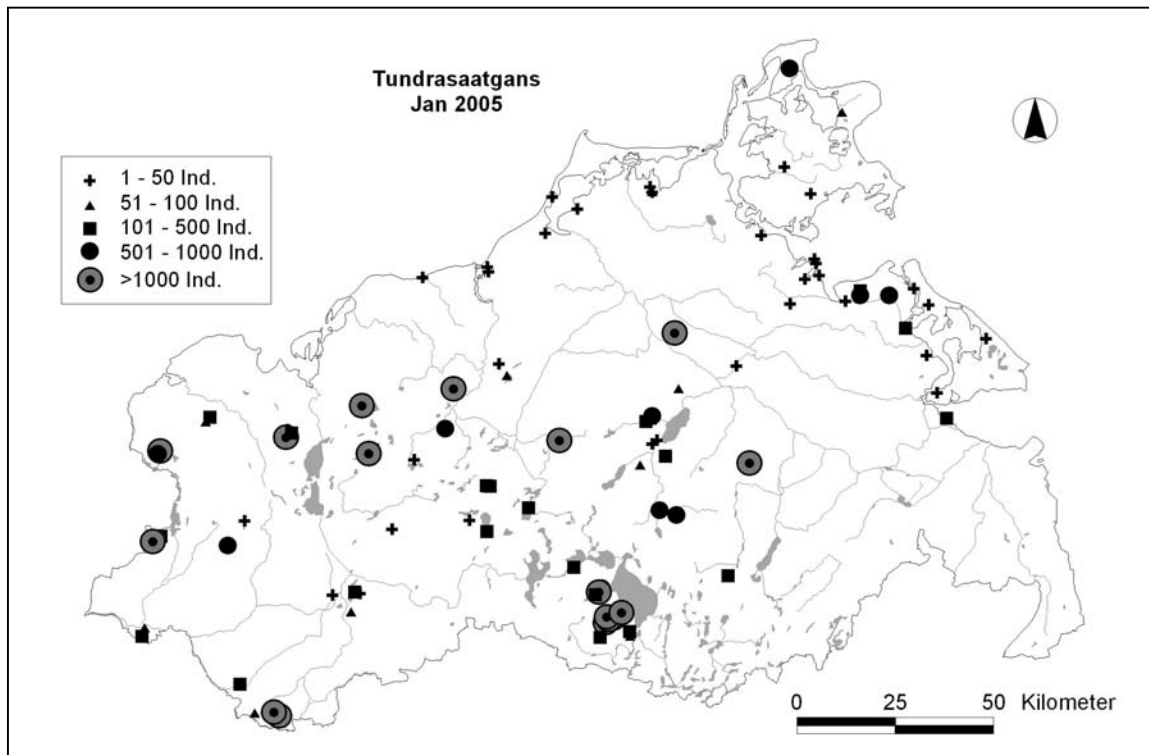 Tundrasaatgans
Jan 2005
1 - 50 Ind.
51 - 100 Ind.
101 - 500 Ind.
501 - 1000 Ind.
>1000 Ind.
0 25 50 Kilometer